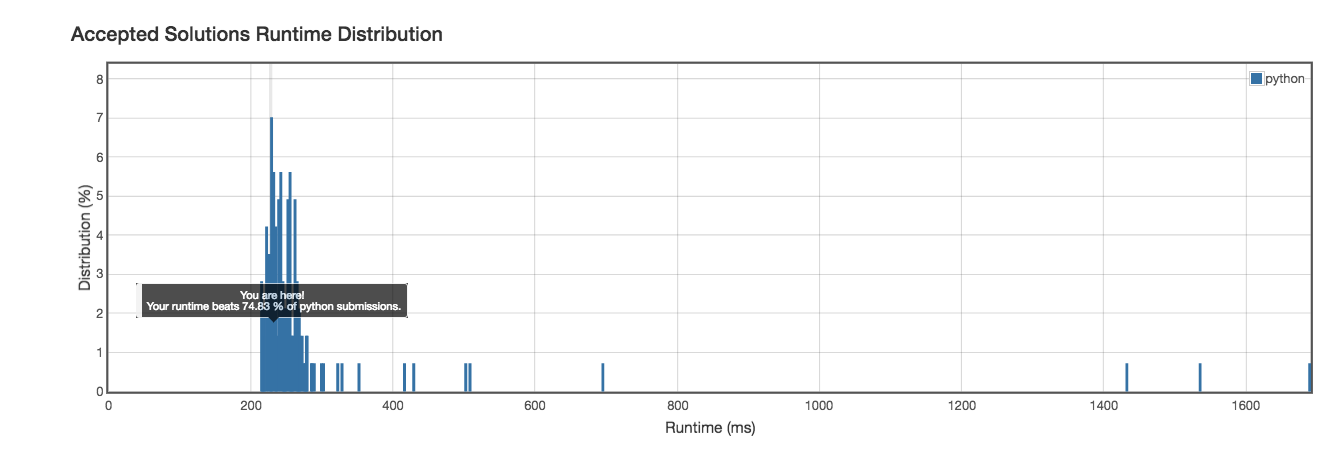 Accepted Solutions Runtime Distribution
python
8
7
6
5
4
3
2
1
0
Distribution (%)
You are here!
Your runtime beats 74.83 % of python submissions.
0 200 400 600 800 1000 1200 1400 1600
Runtime (ms)